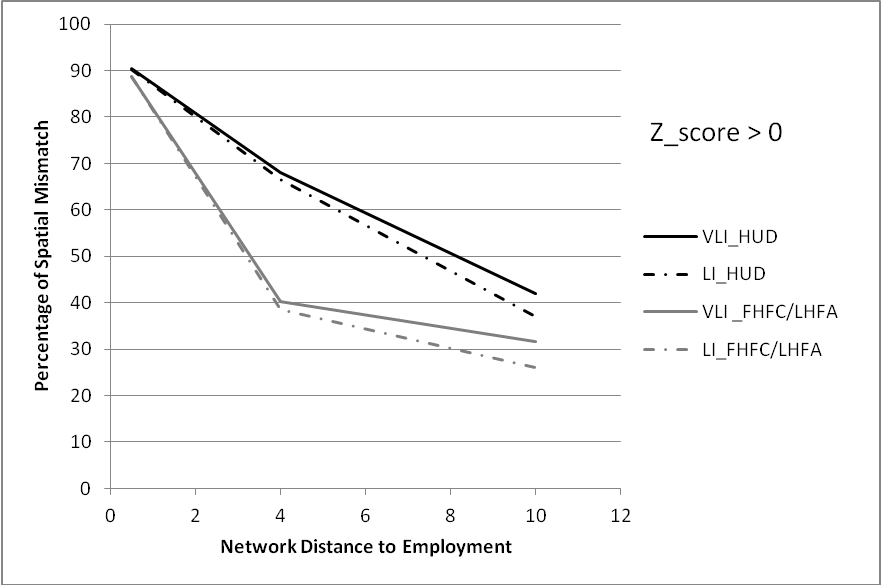 100
90
80
70
60
50
40
30
20
10
0
Percentage of Spatial Mismatch
0 2 4 6 8 10 12
Network Distance to Employment
Z_score > 0
VLI_HUD
LI_HUD
VLI _FHFC/LHFA
LI_FHFC/LHFA